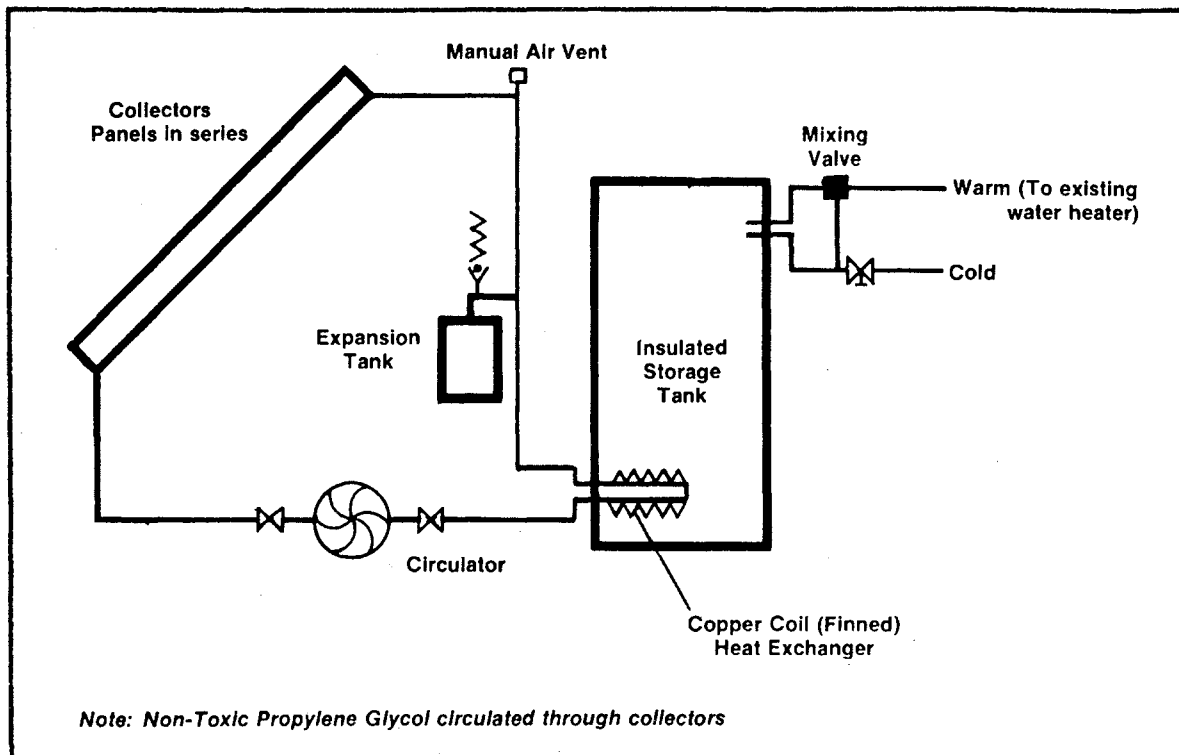 Manual Air Vent
Collectors
Panels in series
Mixing
Valve
Warm (To existing
water heater)
Cold
Expansion
Tank
Insulated
Storage
Tank
Circulator
Copper Coil (Finned)
Heat Exchanger
Note: Non-Toxic Propylene Glycol circulated through collectors